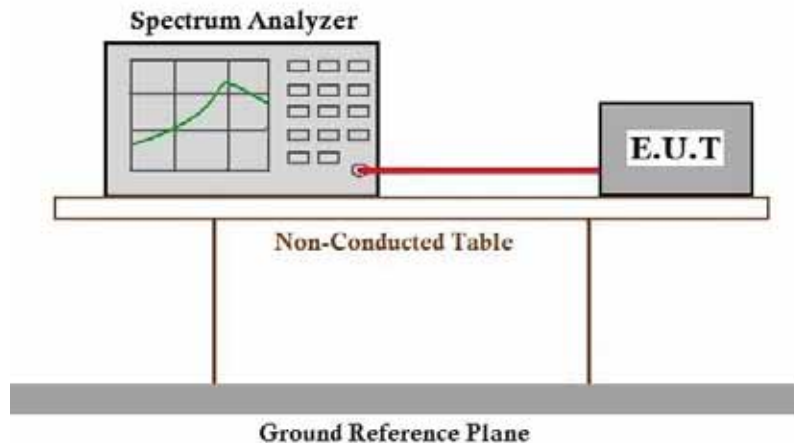 Spectrum Analyzer
E.U.T
Non-Conducted Table
Ground Reference Plane